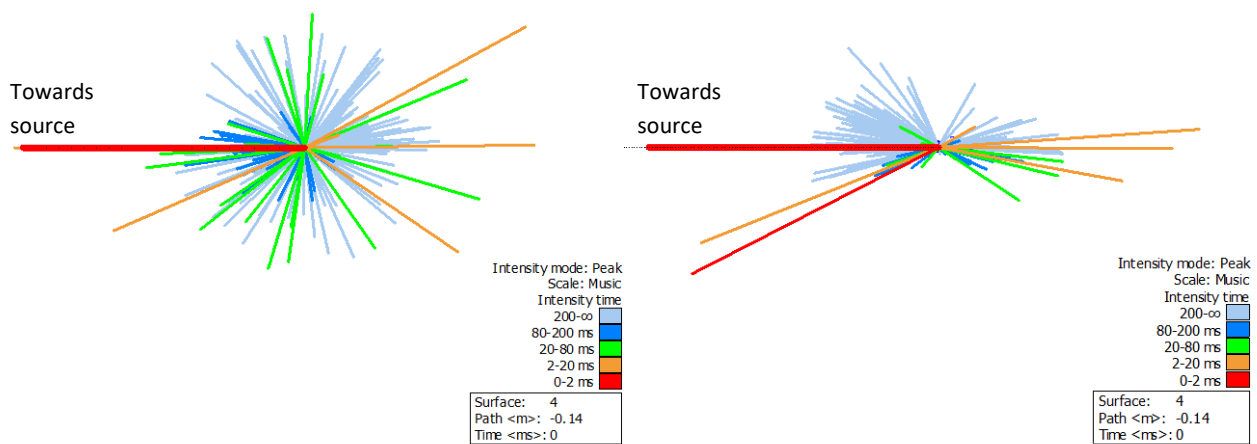 Towards
source
Intensity mode: Peak
Scale: Music
Intensity time
200-∞
80-200 ms
20-80 ms
2-20 ms
0-2 ms
Surface: 4
Path <m>: -0.14
Time <ms>: 0
Towards
source
Intensity mode: Peak
Scale: Music
Intensity time
200-∞
80-200 ms
20-80 ms
2-20 ms
0-2 ms
Surface: 4
Path <m>: -0.14
Time <ms>: 0